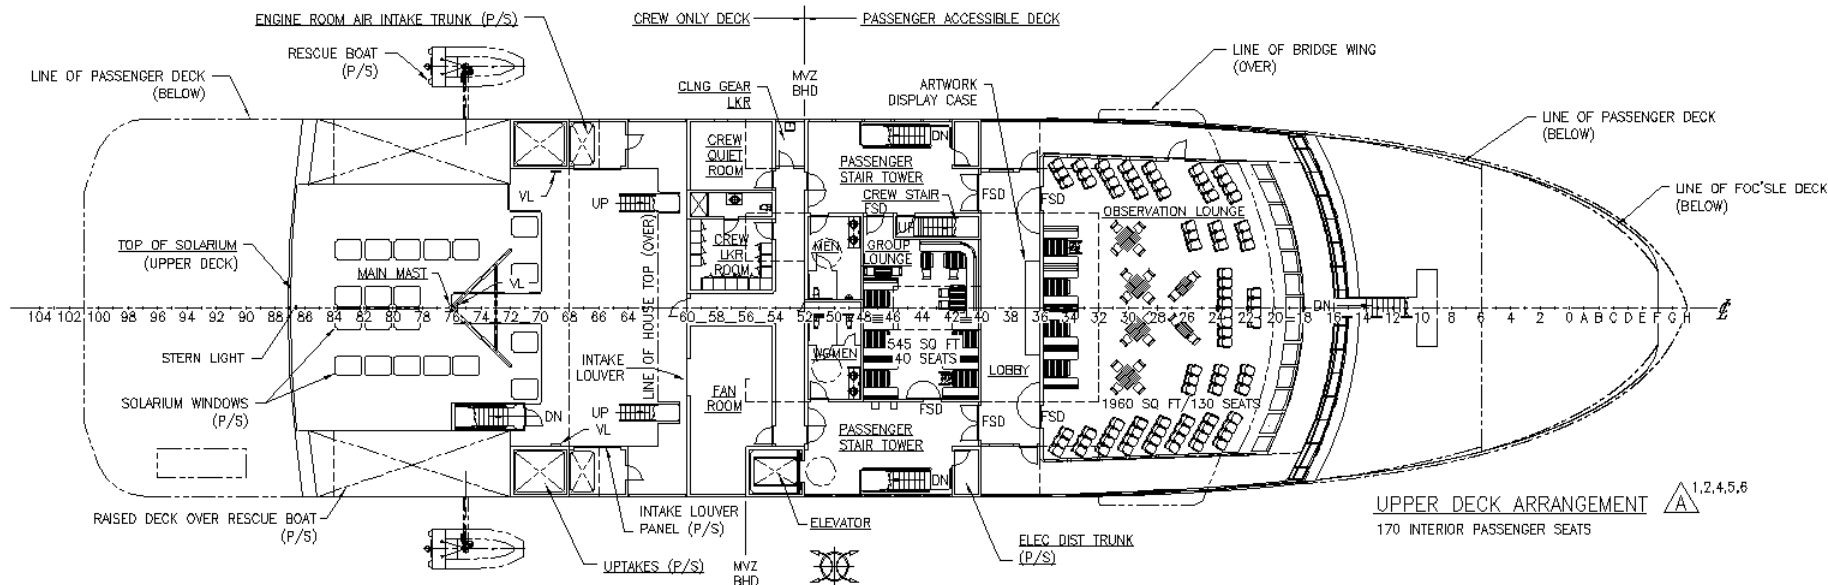 ENGINE ROOM AIR INTAKE TRUNK (P/S)
CREW ONLY DECK
PASSENGER ACCESSIBLE DECK
RESCUE BOAT
(P/S)
LINE OF PASSENGER DECK
(BELOW)
MVZ
BHD
CLNG GEAR
LKR
ARTWORK
DISPLAY CASE
LINE OF BRIDGE WING
(OVER)
LINE OF PASSENGER DECK
(BELOW)
LINE OF FOC'SLE DECK
(BELOW)
CREW
QUIET
ROOM
DN
PASSENGER
STAIR TOWER
CREW STAIR
FSD
FSD
FSD
VL
UP
UP
OBSERVATION LOUNGE
TOP OF SOLARIUM
(UPPER DECK)
MAIN MAST
VL
LINE OF HOUSE TOP (OVER)
CREW
LKR
ROOM
MEN
GROUP
LOUNGE
DN
104 102 100 98 96 94 92 90 88 86 84 82 80 78 76 74 72 70 68 66 64 62 60 58 56 54 52 50 48 46 44 42 40 38 36 34 32 30 28 26 24 22 20 18 16 14 12 10 8 6 4 2 0 A B C D E F G H
STERN LIGHT
SOLARIUM WINDOWS
(P/S)
INTAKE
LOUVER
FAN
ROOM
WOMEN
545 SQ FT
40 SEATS
LOBBY
1960 SQ FT/130 SEATS
DN
UP
VL
FSD
FSD
FSD
PASSENGER
STAIR TOWER
DN
RAISED DECK OVER RESCUE BOAT
(P/S)
INTAKE LOUVER
PANEL (P/S)
UPTAKES (P/S)
MVZ
BHD
ELEVATOR
ELEC DIST TRUNK
(P/S)
UPPER DECK ARRANGEMENT
A
1,2,4,5,6
170 INTERIOR PASSENGER SEATS